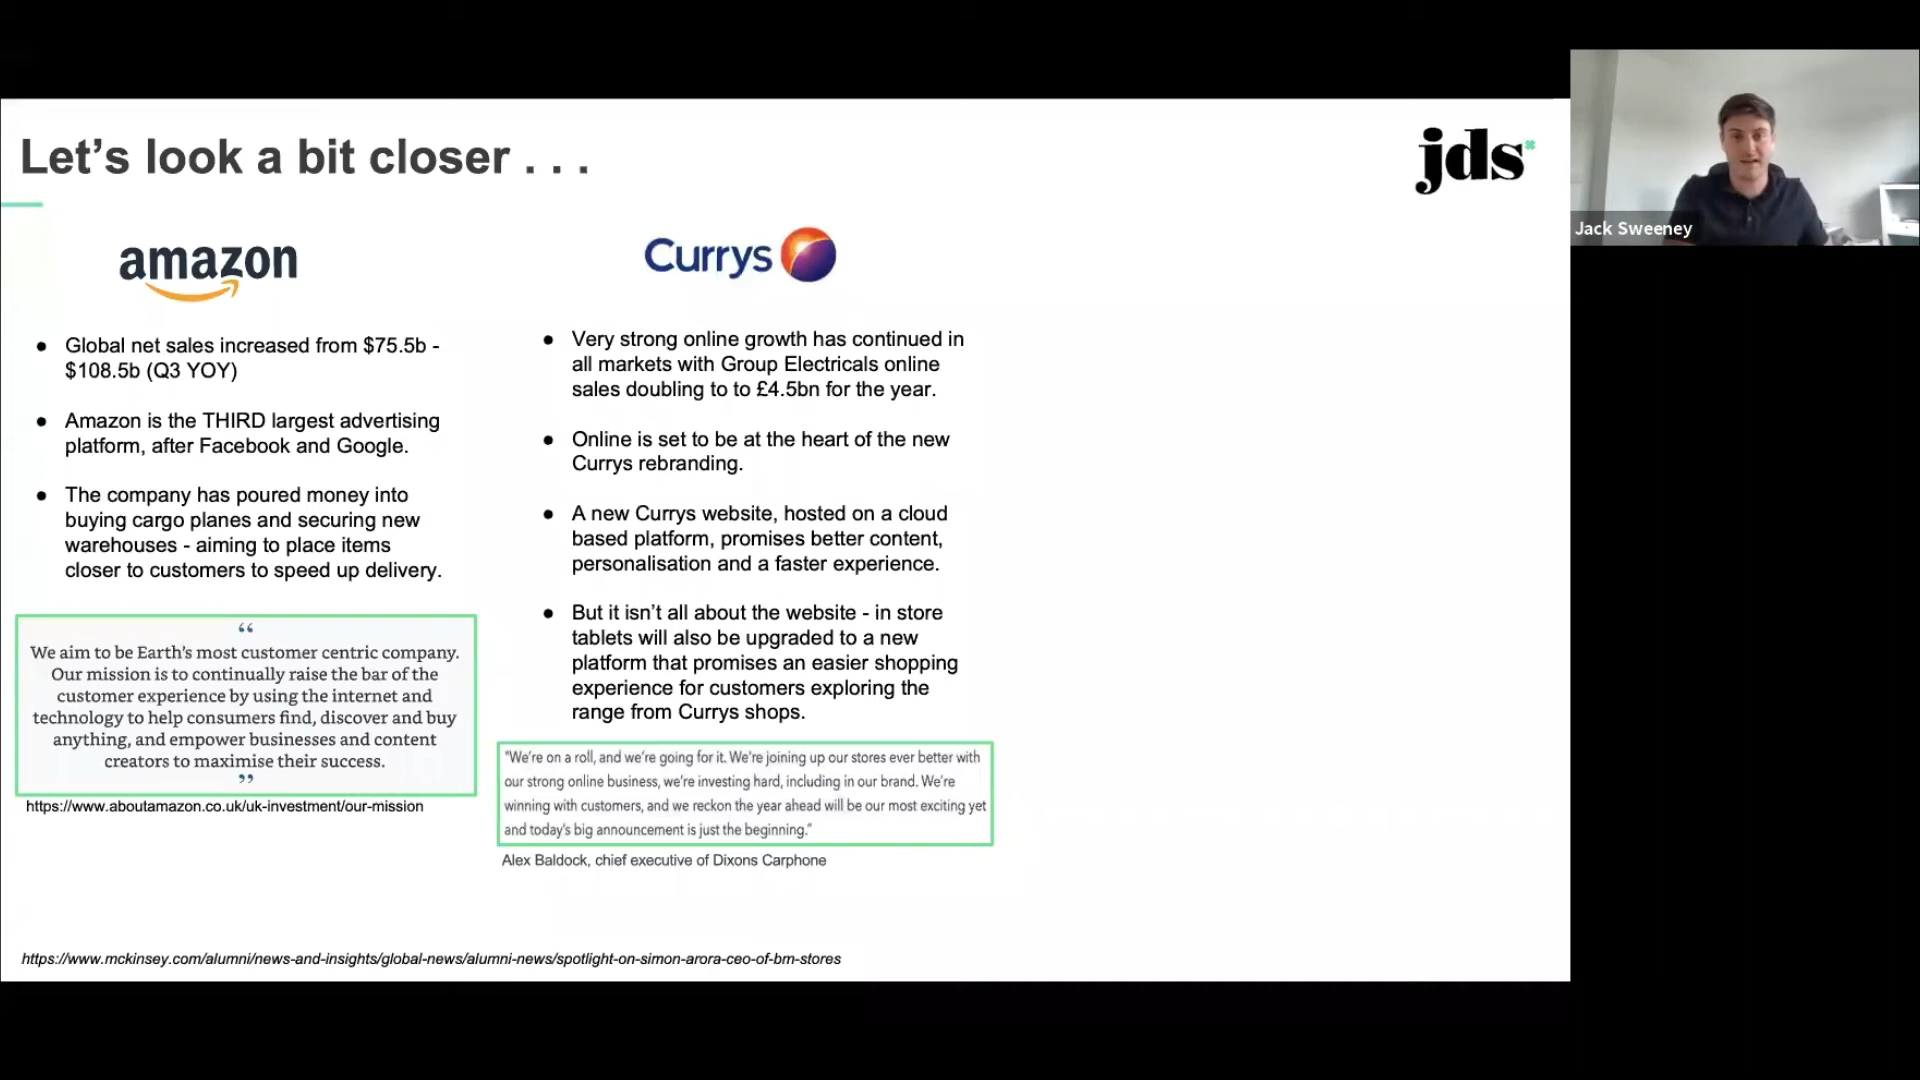 Let’s look a bit closer . . .
jds
Jack Sweeney
amazon
● Global net sales increased from $75.5b -
$108.5b (Q3 YOY)
● Amazon is the THIRD largest advertising
platform, after Facebook and Google.
● The company has poured money into
buying cargo planes and securing new
warehouses - aiming to place items
closer to customers to speed up delivery.
“
We aim to be Earth’s most customer centric company.
Our mission is to continually raise the bar of the
customer experience by using the internet and
technology to help consumers find, discover and buy
anything, and empower businesses and content
creators to maximise their success.
”
https://www.aboutamazon.co.uk/uk-investment/our-mission
Currys
● Very strong online growth has continued in
all markets with Group Electricals online
sales doubling to to £4.5bn for the year.
● Online is set to be at the heart of the new
Currys rebranding.
● A new Currys website, hosted on a cloud
based platform, promises better content,
personalisation and a faster experience.
● But it isn’t all about the website - in store
tablets will also be upgraded to a new
platform that promises an easier shopping
experience for customers exploring the
range from Currys shops.
“We’re on a roll, and we’re going for it. We’re joining up our stores ever better with
our strong online business, we’re investing hard, including in our brand. We’re
winning with customers, and we reckon the year ahead will be our most exciting yet
and today’s big announcement is just the beginning.”
Alex Baldock, chief executive of Dixons Carphone
https://www.mckinsey.com/alumni/news-and-insights/global-news/alumni-news/spotlight-on-simon-arora-ceo-of-bm-stores